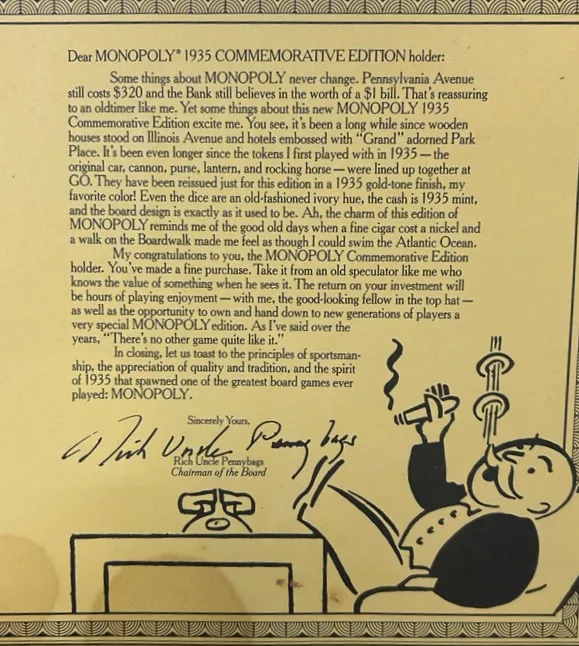 Dear MONOPOLY® 1935 COMMEMORATIVE EDITION holder:
Some things about MONOPOLY never change. Pennsylvania Avenue
still costs $320 and the Bank still believes in the worth of a $1 bill. That's reassuring
to an oldtimer like me. Yet some things about this new MONOPOLY 1935
Commemorative Edition excite me. You see, it's been a long while since wooden
houses stood on Illinois Avenue and hotels embossed with "Grand" adorned Park
Place. It's been even longer since the tokens I first played with in 1935 — the
original car, cannon, purse, lantern, and rocking horse — were lined up together at
GO. They have been reissued just for this edition in a 1935 gold-tone finish, my
favorite color! Even the dice are an old-fashioned ivory hue, the cash is 1935 mint,
and the board design is exactly as it used to be. Ah, the charm of this edition of
MONOPOLY reminds me of the good old days when a fine cigar cost a nickel and
a walk on the Boardwalk made me feel as though I could swim the Atlantic Ocean.
My congratulations to you, the MONOPOLY Commemorative Edition
holder. You've made a fine purchase. Take it from an old speculator like me who
knows the value of something when he sees it. The return on your investment will
be hours of playing enjoyment — with me, the good-looking fellow in the top hat —
as well as the opportunity to own and hand down to new generations of players a
very special MONOPOLY edition. As I've said over the
years, "There's no other game quite like it."
In closing, let us toast to the principles of sportsman-
ship, the appreciation of quality and tradition, and the spirit
of 1935 that spawned one of the greatest board games ever
played: MONOPOLY.
Sincerely Yours,
Rich Uncle Pennybags
Rich Uncle Pennybags
Chairman of the Board